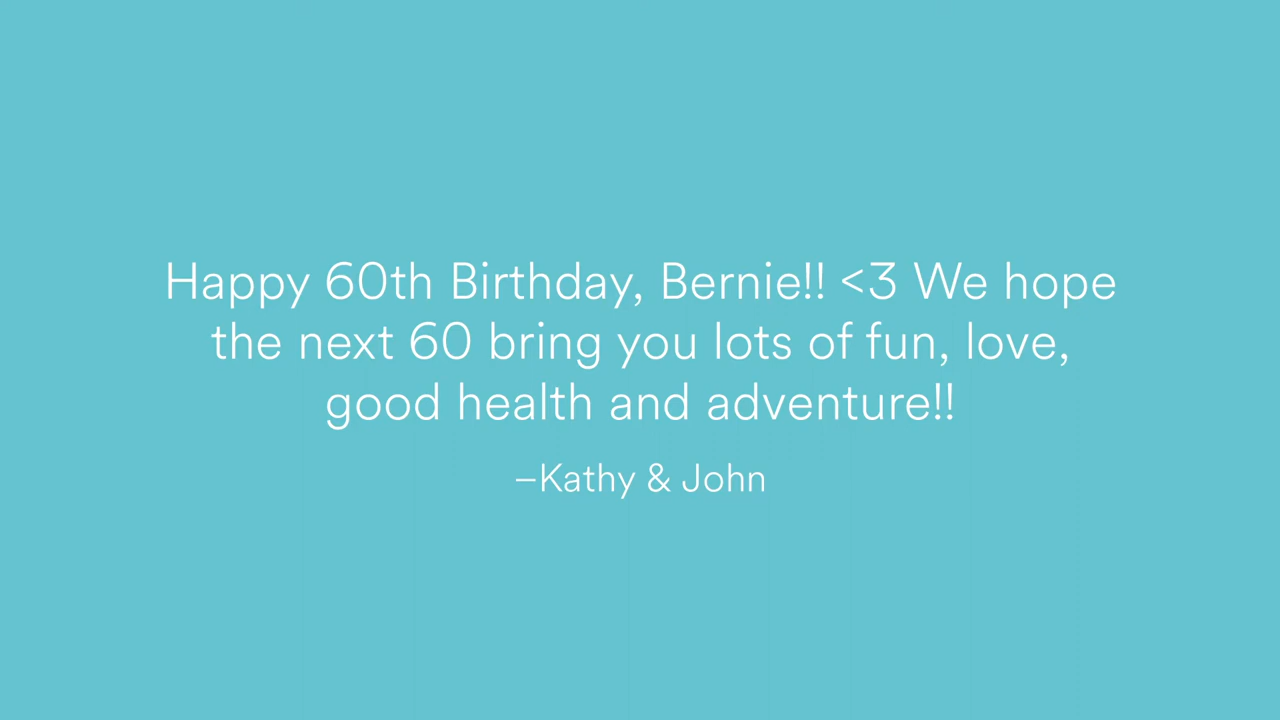 Happy 60th Birthday, Bernie!! <3 We hope
the next 60 bring you lots of fun, love,
good health and adventure!!
–Kathy & John